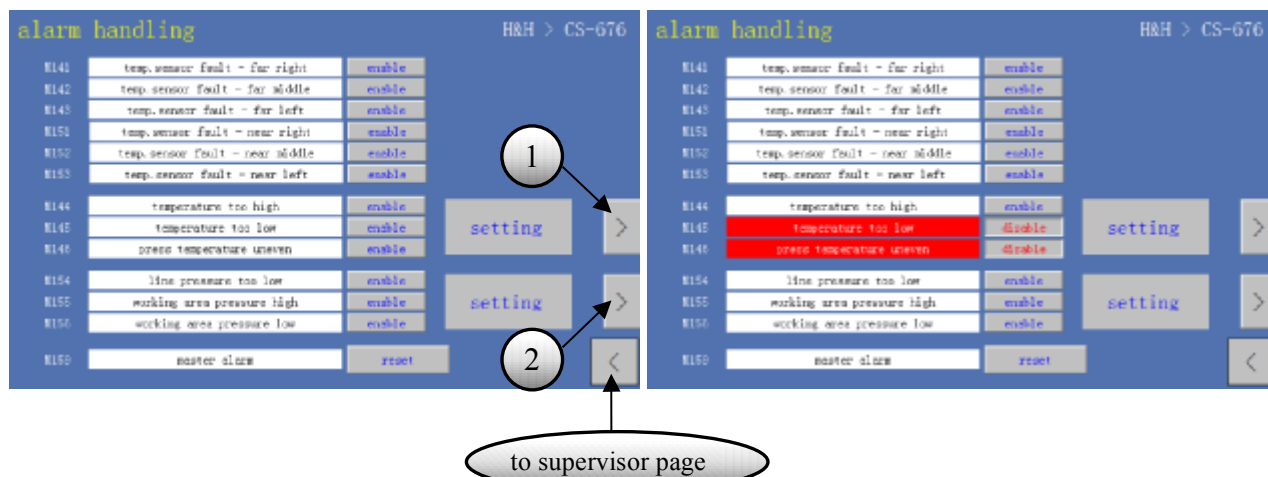 alarm handling H&H > CS-676
M141 temp.sensor fault - far right enable
M142 temp.sensor fault - far middle enable
M143 temp.sensor fault - far left enable
M151 temp.sensor fault - near right enable
M152 temp.sensor fault - near middle enable
M153 temp.sensor fault - near left enable
M144 temperature too high enable
M145 temperature too low enable
M146 press temperature uneven enable
setting >
M154 line pressure too low enable
M155 working area pressure high enable
M156 working area pressure low enable
setting >
M159 master alarm reset
<
1
2
to supervisor page
alarm handling H&H > CS-676
M141 temp.sensor fault - far right enable
M142 temp.sensor fault - far middle enable
M143 temp.sensor fault - far left enable
M151 temp.sensor fault - near right enable
M152 temp.sensor fault - near middle enable
M153 temp.sensor fault - near left enable
M144 temperature too high enable
M145 temperature too low disable
M146 press temperature uneven disable
setting >
M154 line pressure too low enable
M155 working area pressure high enable
M156 working area pressure low enable
setting >
M159 master alarm reset
<